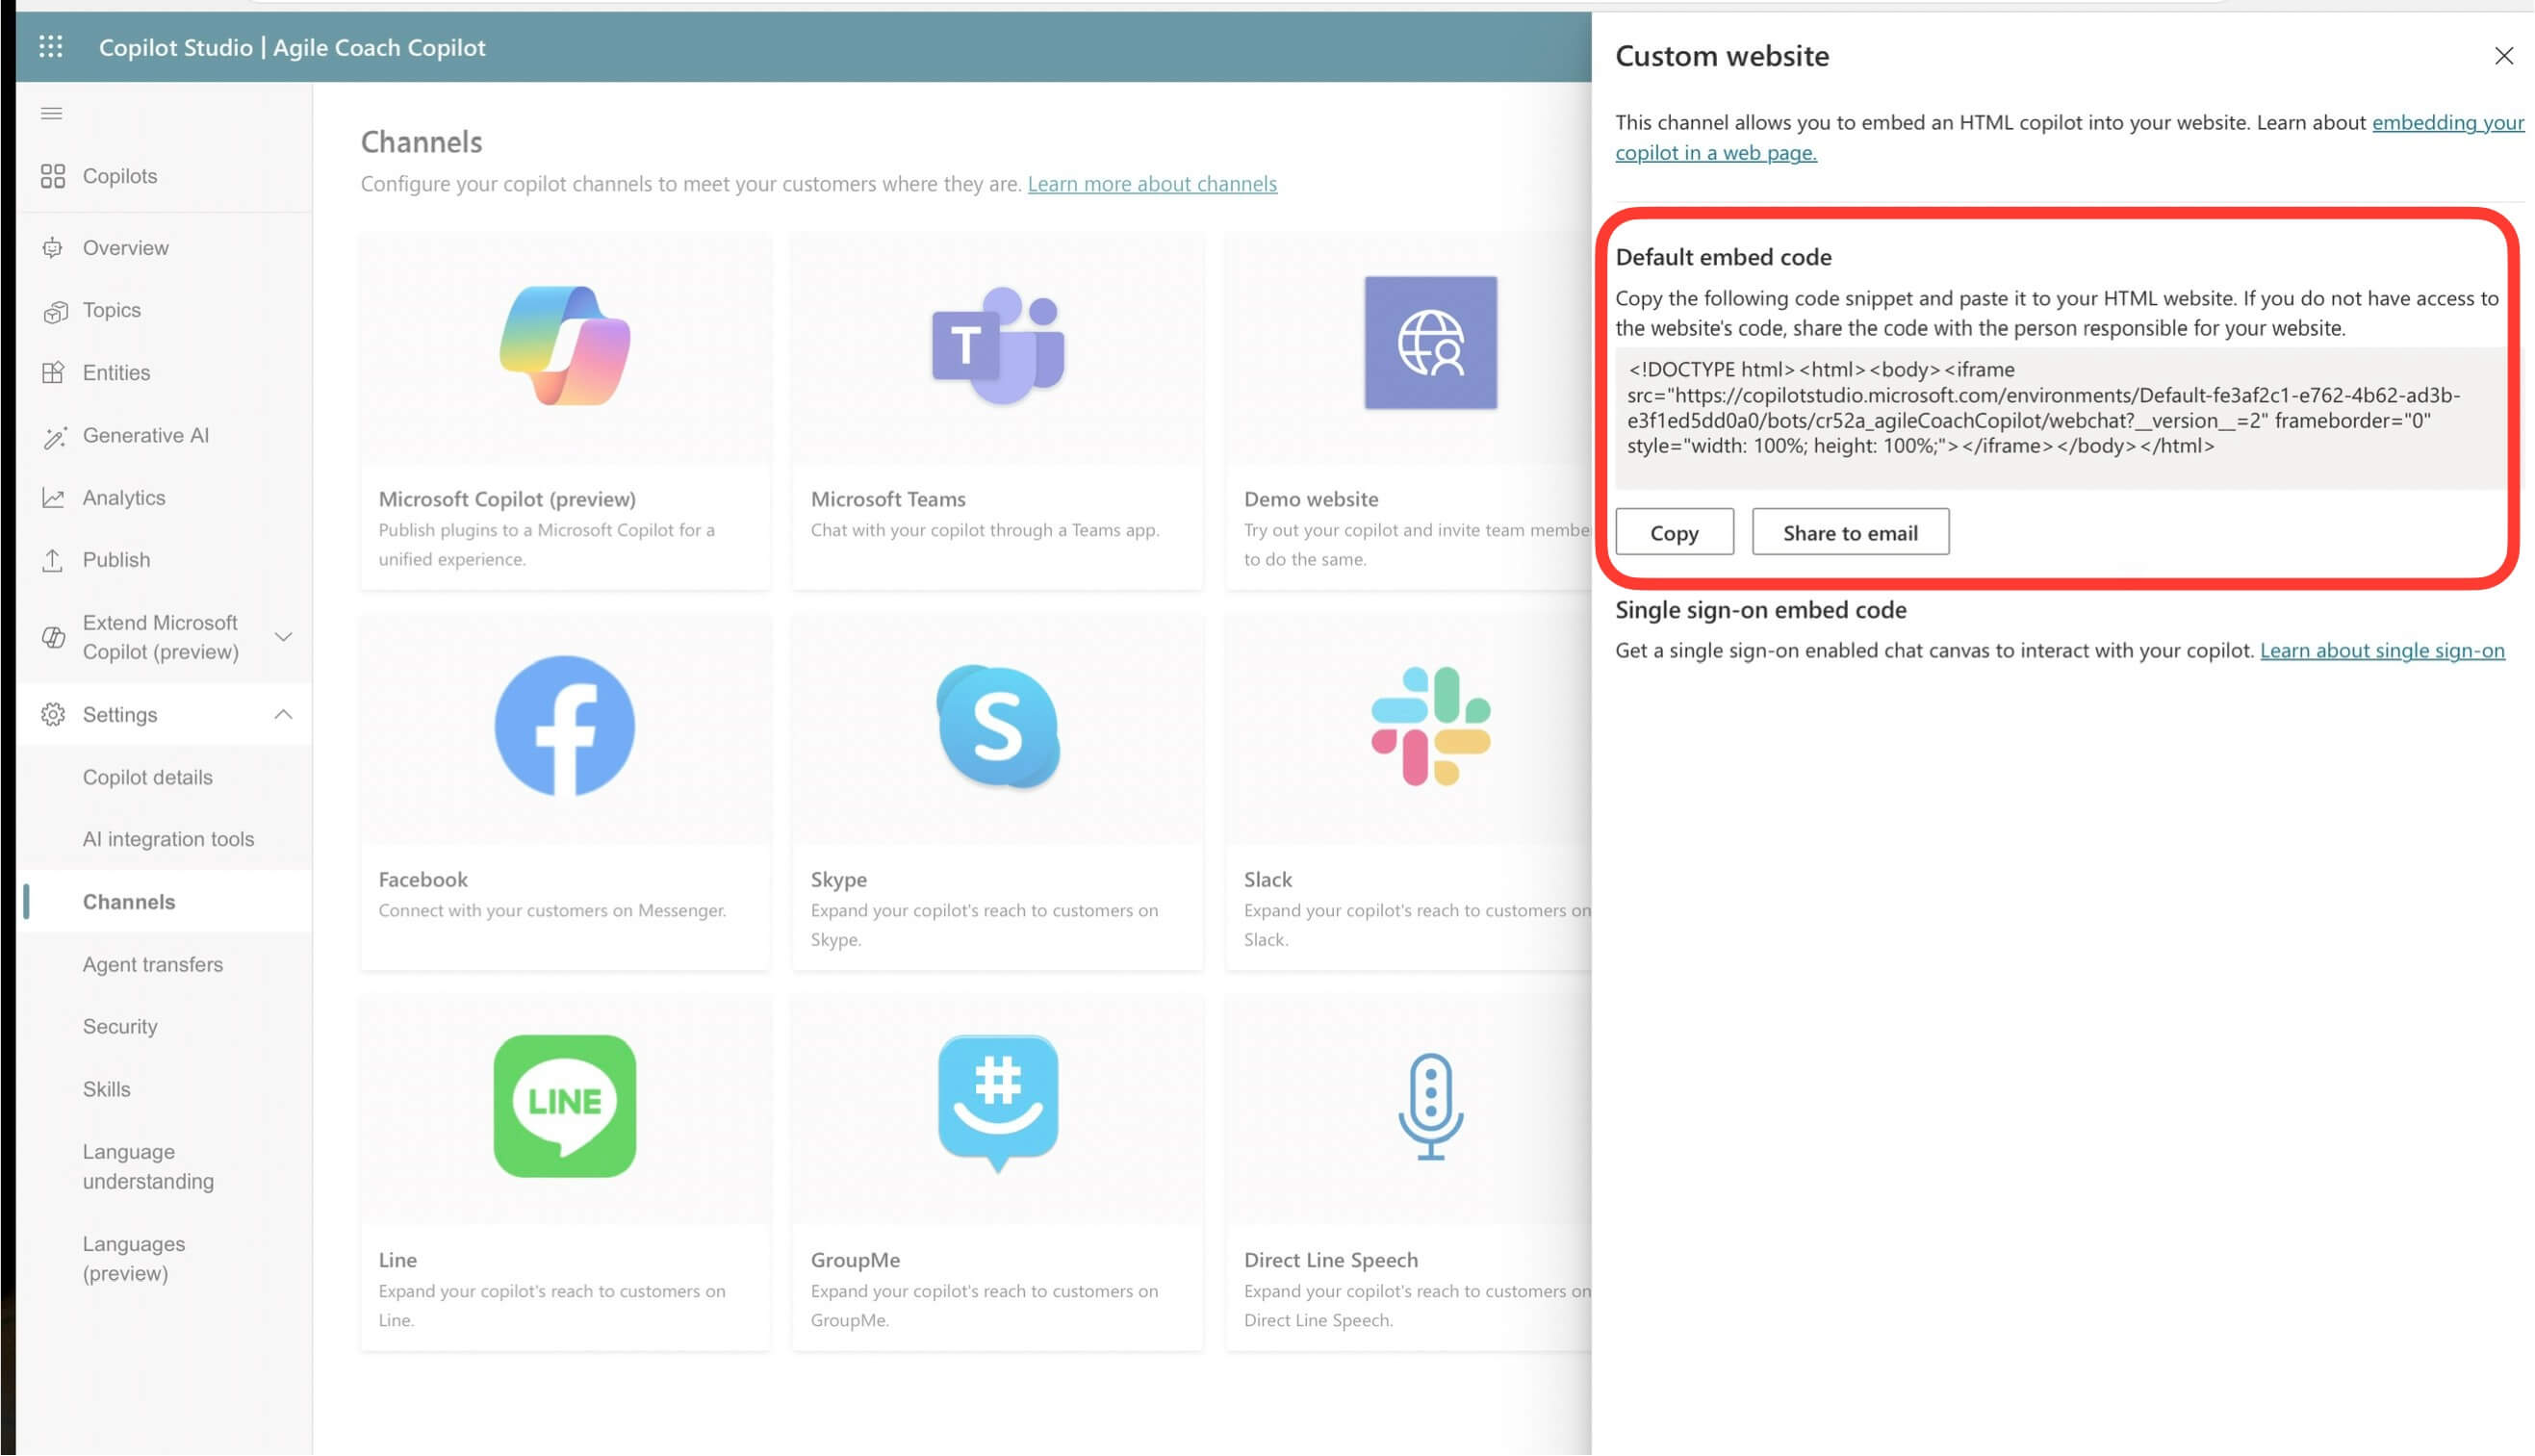 Copilot Studio | Agile Coach Copilot
Copilots
Overview
Topics
Entities
Generative AI
Analytics
Publish
Extend Microsoft
Copilot (preview)
Settings
Copilot details
AI integration tools
Channels
Agent transfers
Security
Skills
Language
understanding
Languages
(preview)
Channels
Configure your copilot channels to meet your customers where they are. Learn more about channels
Microsoft Copilot (preview)
Publish plugins to a Microsoft Copilot for a
unified experience.
T
Microsoft Teams
Chat with your copilot through a Teams app.
Demo website
Try out your copilot and invite team membe
to do the same.
Facebook
Connect with your customers on Messenger.
S
Skype
Expand your copilot's reach to customers on
Skype.
Slack
Expand your copilot's reach to customers on
Slack.
LINE
Line
Expand your copilot's reach to customers on
Line.
#
GroupMe
Expand your copilot's reach to customers on
GroupMe.
Direct Line Speech
Expand your copilot's reach to customers on
Direct Line Speech.
Custom website
This channel allows you to embed an HTML copilot into your website. Learn about embedding your
copilot in a web page.
Default embed code
Copy the following code snippet and paste it to your HTML website. If you do not have access to
the website's code, share the code with the person responsible for your website.
<!DOCTYPE html><html><body><iframe
src="https://copilotstudio.microsoft.com/environments/Default-fe3af2c1-e762-4b62-ad3b-
e3f1ed5dd0a0/bots/cr52a_agileCoachCopilot/webchat?__version__=2" frameborder="0"
style="width: 100%; height: 100%;"></iframe></body></html>
Copy
Share to email
Single sign-on embed code
Get a single sign-on enabled chat canvas to interact with your copilot. Learn about single sign-on